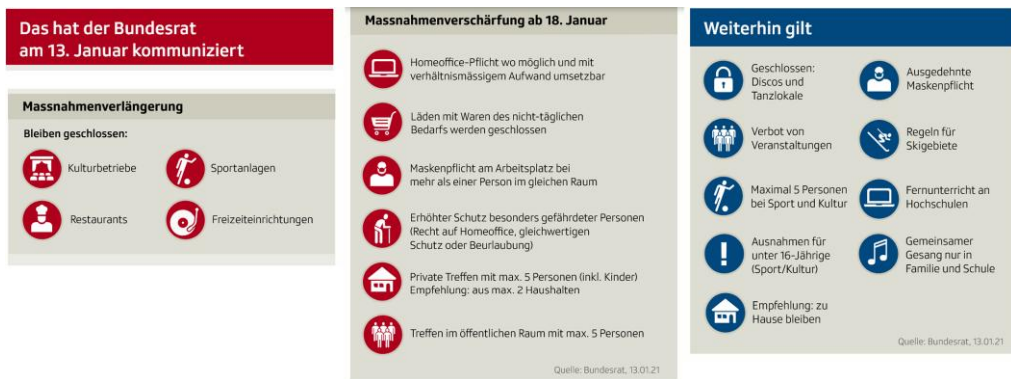 Das hat der Bundesrat
am 13. Januar kommuniziert
Massnahmenverlängerung
Bleiben geschlossen:
Kulturbetriebe
Sportanlagen
Restaurants
Freizeiteinrichtungen
Massnahmenverschärfung ab 18. Januar
Homeoffice-Pflicht wo möglich und mit
verhältnismässigem Aufwand umsetzbar
Läden mit Waren des nicht-täglichen
Bedarfs werden geschlossen
Maskenpflicht am Arbeitsplatz bei
mehr als einer Person im gleichen Raum
Erhöhter Schutz besonders gefährdeter Personen
(Recht auf Homeoffice, gleichwertigen
Schutz oder Beurlaubung)
Private Treffen mit max. 5 Personen (inkl. Kinder)
Empfehlung: aus max. 2 Haushalten
Treffen im öffentlichen Raum mit max. 5 Personen
Quelle: Bundesrat, 13.01.21
Weiterhin gilt
Geschlossen:
Discos und
Tanzlokale
Ausgedehnte
Maskenpflicht
Verbot von
Veranstaltungen
Regeln für
Skigebiete
Maximal 5 Personen
bei Sport und Kultur
Fernunterricht an
Hochschulen
Ausnahmen für
unter 16-Jährige
(Sport/Kultur)
Gemeinsamer
Gesang nur in
Familie und Schule
Empfehlung: zu
Hause bleiben
Quelle: Bundesrat, 13.01.21